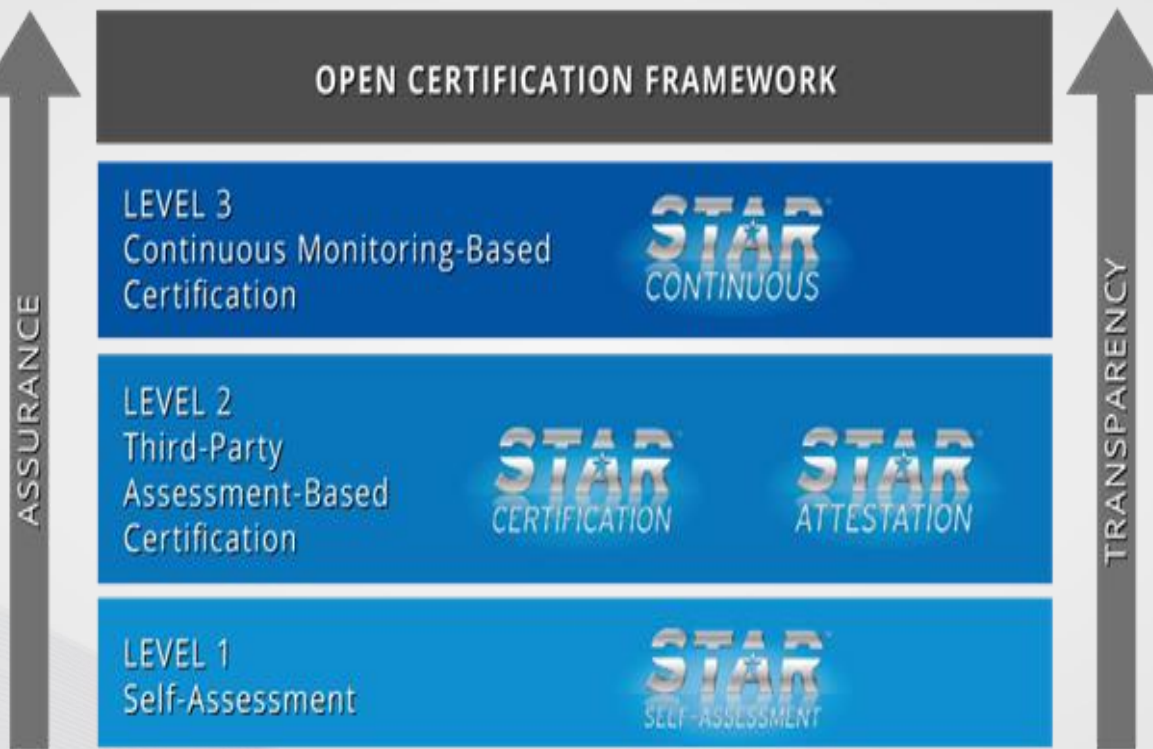 OPEN CERTIFICATION FRAMEWORK
LEVEL 3
Continuous Monitoring-Based
Certification
STAR
CONTINUOUS
LEVEL 2
Third-Party
Assessment-Based
Certification
STAR
CERTIFICATION
STAR
ATTESTATION
LEVEL 1
Self-Assessment
STAR
SELF-ASSESSMENT
ASSURANCE
TRANSPARENCY